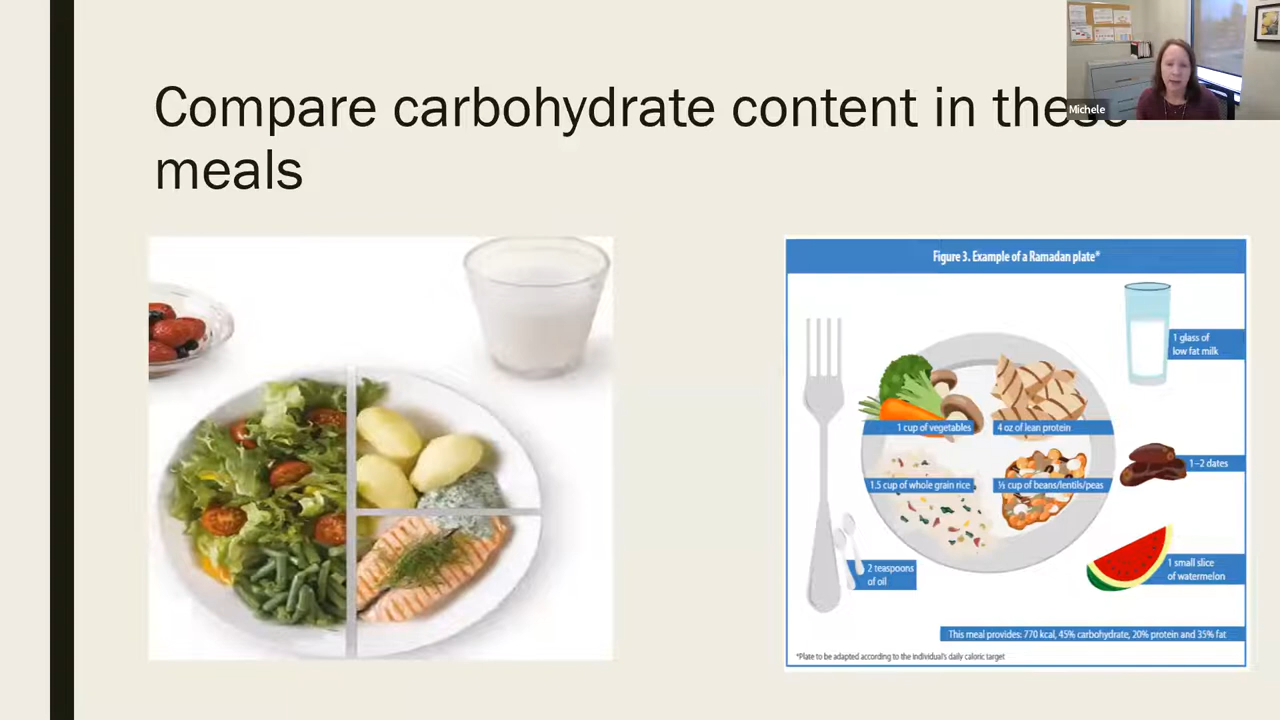 Michele
Compare carbohydrate content in these
meals
Figure 3. Example of a Ramadan plate*
1 glass of
low fat milk
1 cup of vegetables
4 oz of lean protein
1–2 dates
1.5 cup of whole grain rice
⅓ cup of beans/lentils/peas
2 teaspoons
of oil
1 small slice
of watermelon
This meal provides: 770 kcal, 45% carbohydrate, 20% protein and 35% fat
*Plate to be adapted according to the individual's daily caloric target